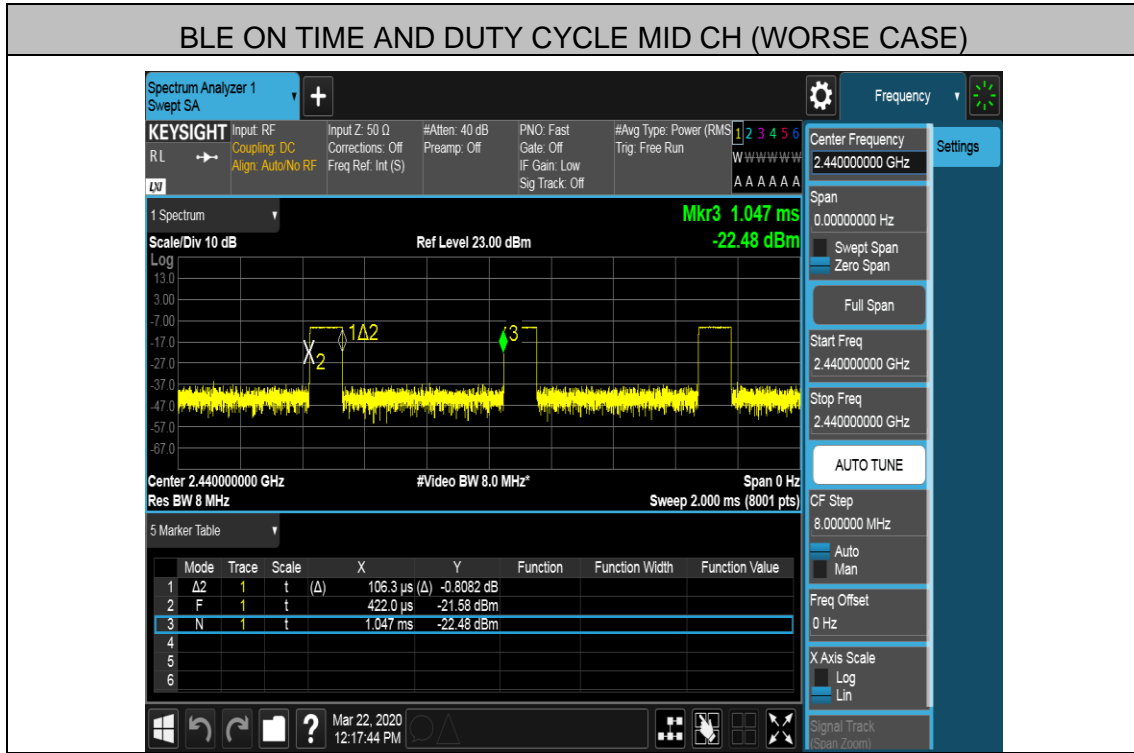 BLE ON TIME AND DUTY CYCLE MID CH (WORSE CASE)
Spectrum Analyzer 1
Swept SA
+
Frequency
KEYSIGHT
RL
LXI
Input: RF
Coupling: DC
Align: Auto/No RF
Input Z: 50 Ω
Corrections: Off
Freq Ref: Int (S)
#Atten: 40 dB
Preamp: Off
PNO: Fast
Gate: Off
IF Gain: Low
Sig Track: Off
#Avg Type: Power (RMS
Trig: Free Run
1 2 3 4 5 6
W W W W W W
A A A A A A
Settings
Center Frequency
2.440000000 GHz
Span
0.00000000 Hz
Swept Span
Zero Span
Full Span
Start Freq
2.440000000 GHz
Stop Freq
2.440000000 GHz
AUTO TUNE
CF Step
8.000000 MHz
Auto
Man
Freq Offset
0 Hz
X Axis Scale
Log
Lin
Signal Track
(Span Zoom)
1 Spectrum
Mkr3 1.047 ms
Scale/Div 10 dB
Ref Level 23.00 dBm
-22.48 dBm
Log
13.0
3.00
-7.00
-17.0
-27.0
-37.0
-47.0
-57.0
-67.0
1Δ2
X2
3
Center 2.440000000 GHz
#Video BW 8.0 MHz*
Span 0 Hz
Res BW 8 MHz
Sweep 2.000 ms (8001 pts)
5 Marker Table
Mode Trace Scale X Y Function Function Width Function Value
1 Δ2 1 t (Δ) 106.3 µs (Δ) -0.8082 dB
2 F 1 t 422.0 µs -21.58 dBm
3 N 1 t 1.047 ms -22.48 dBm
4
5
6
?
Mar 22, 2020
12:17:44 PM